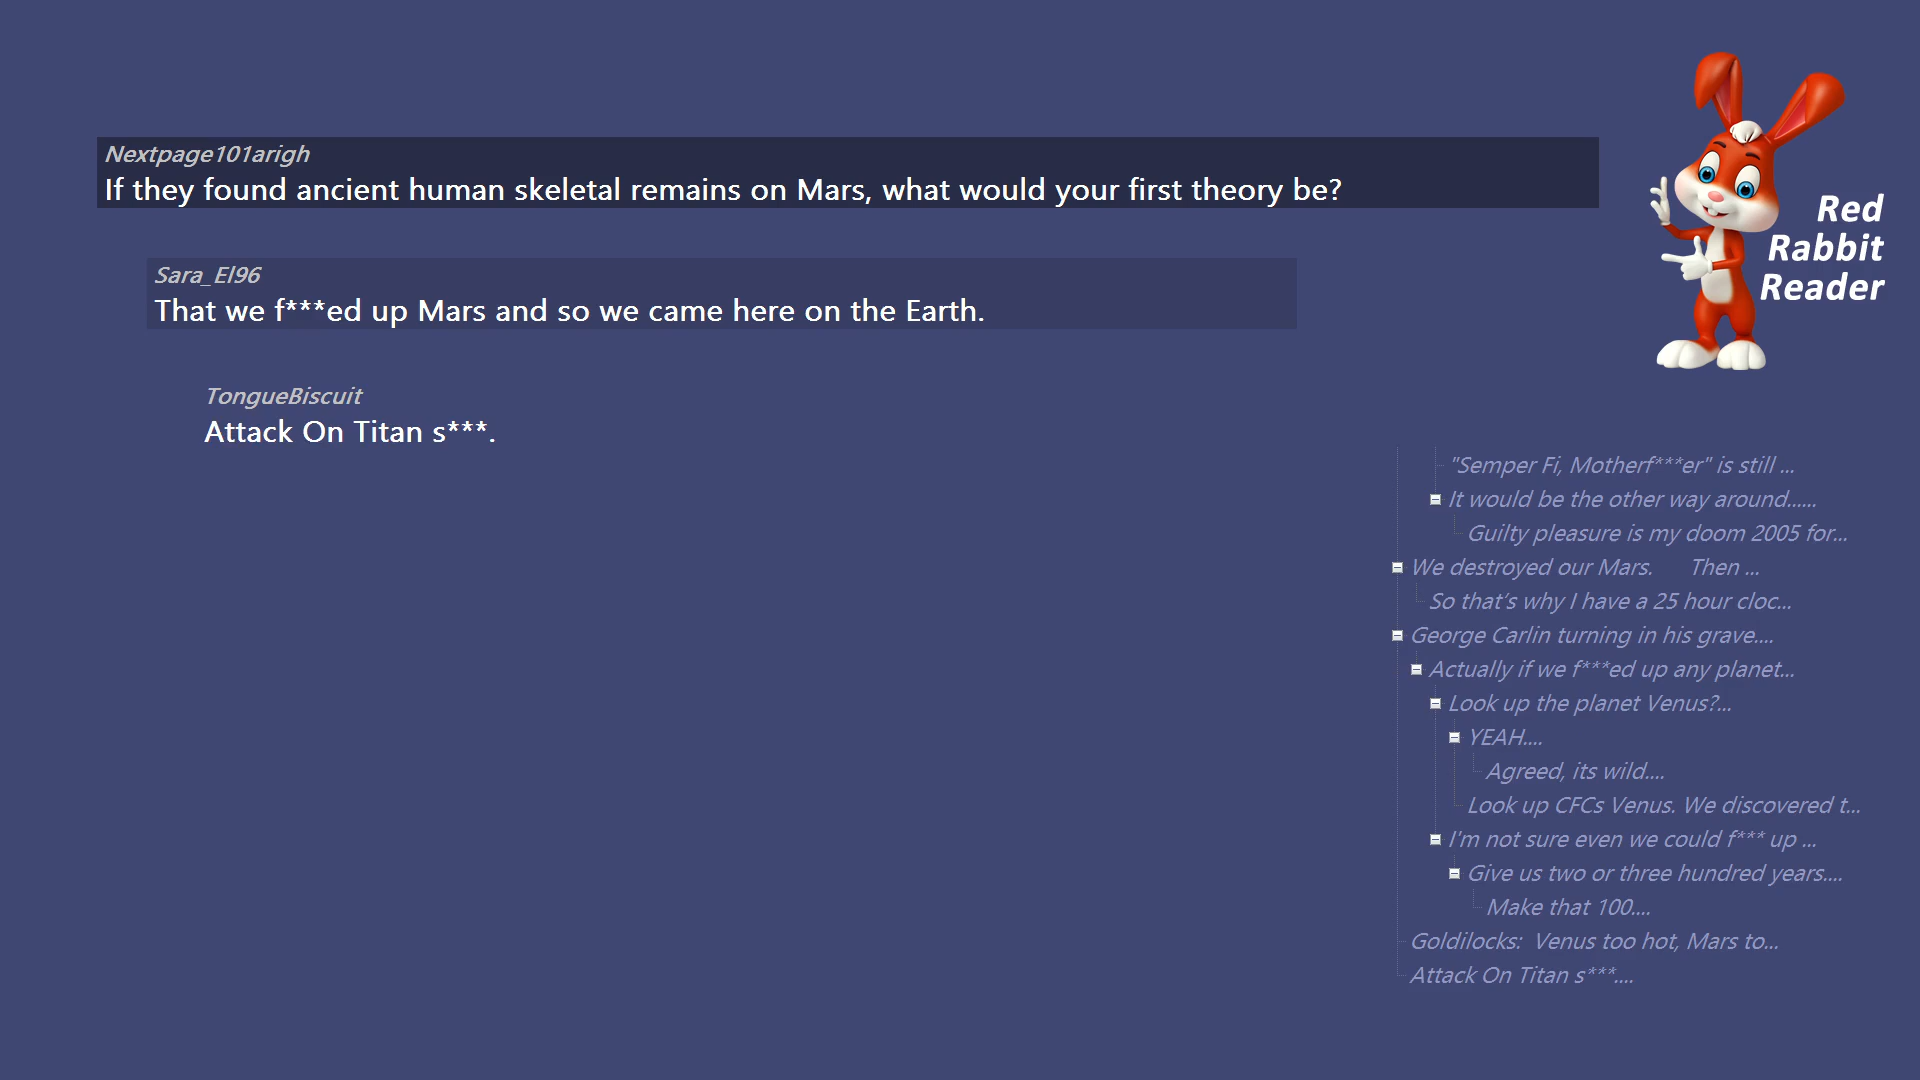 Nextpage101arigh
If they found ancient human skeletal remains on Mars, what would your first theory be?
Sara_El96
That we f***ed up Mars and so we came here on the Earth.
TongueBiscuit
Attack On Titan s***.
Red
Rabbit
Reader
"Semper Fi, Motherf***er" is still ...
It would be the other way around......
Guilty pleasure is my doom 2005 for...
We destroyed our Mars. Then ...
So that's why I have a 25 hour cloc...
George Carlin turning in his grave....
Actually if we f***ed up any planet...
Look up the planet Venus?...
YEAH....
Agreed, its wild....
Look up CFCs Venus. We discovered t...
I'm not sure even we could f*** up ...
Give us two or three hundred years....
Make that 100....
Goldilocks: Venus too hot, Mars to...
Attack On Titan s***....